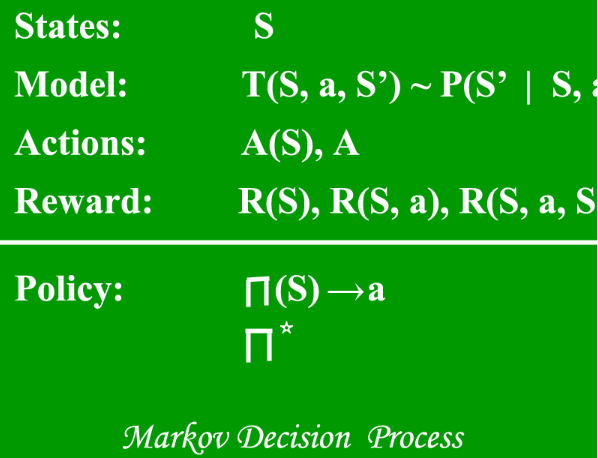 States: S
Model: T(S, a, S’) ~ P(S’ | S, a
Actions: A(S), A
Reward: R(S), R(S, a), R(S, a, S
Policy: ∏(S) →a
∏*
Markov Decision Process